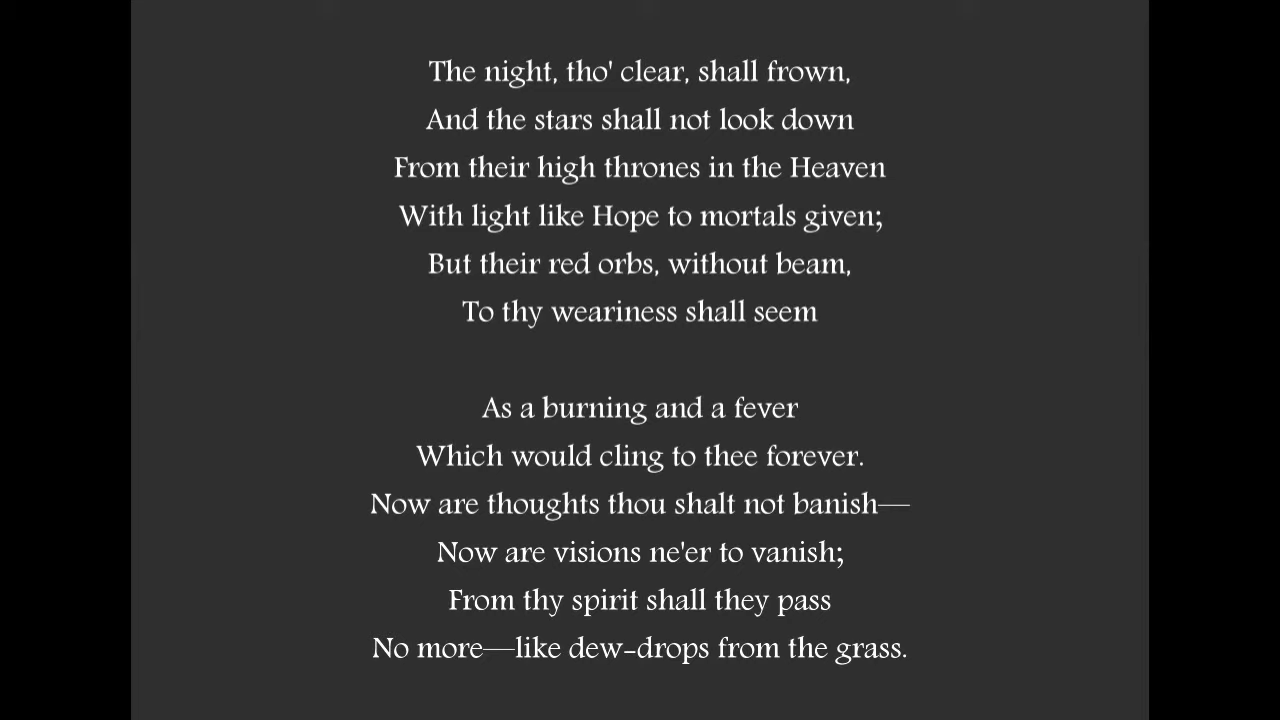 The night, tho' clear, shall frown,
And the stars shall not look down
From their high thrones in the Heaven
With light like Hope to mortals given;
But their red orbs, without beam,
To thy weariness shall seem
As a burning and a fever
Which would cling to thee forever.
Now are thoughts thou shalt not banish—
Now are visions ne'er to vanish;
From thy spirit shall they pass
No more—like dew-drops from the grass.